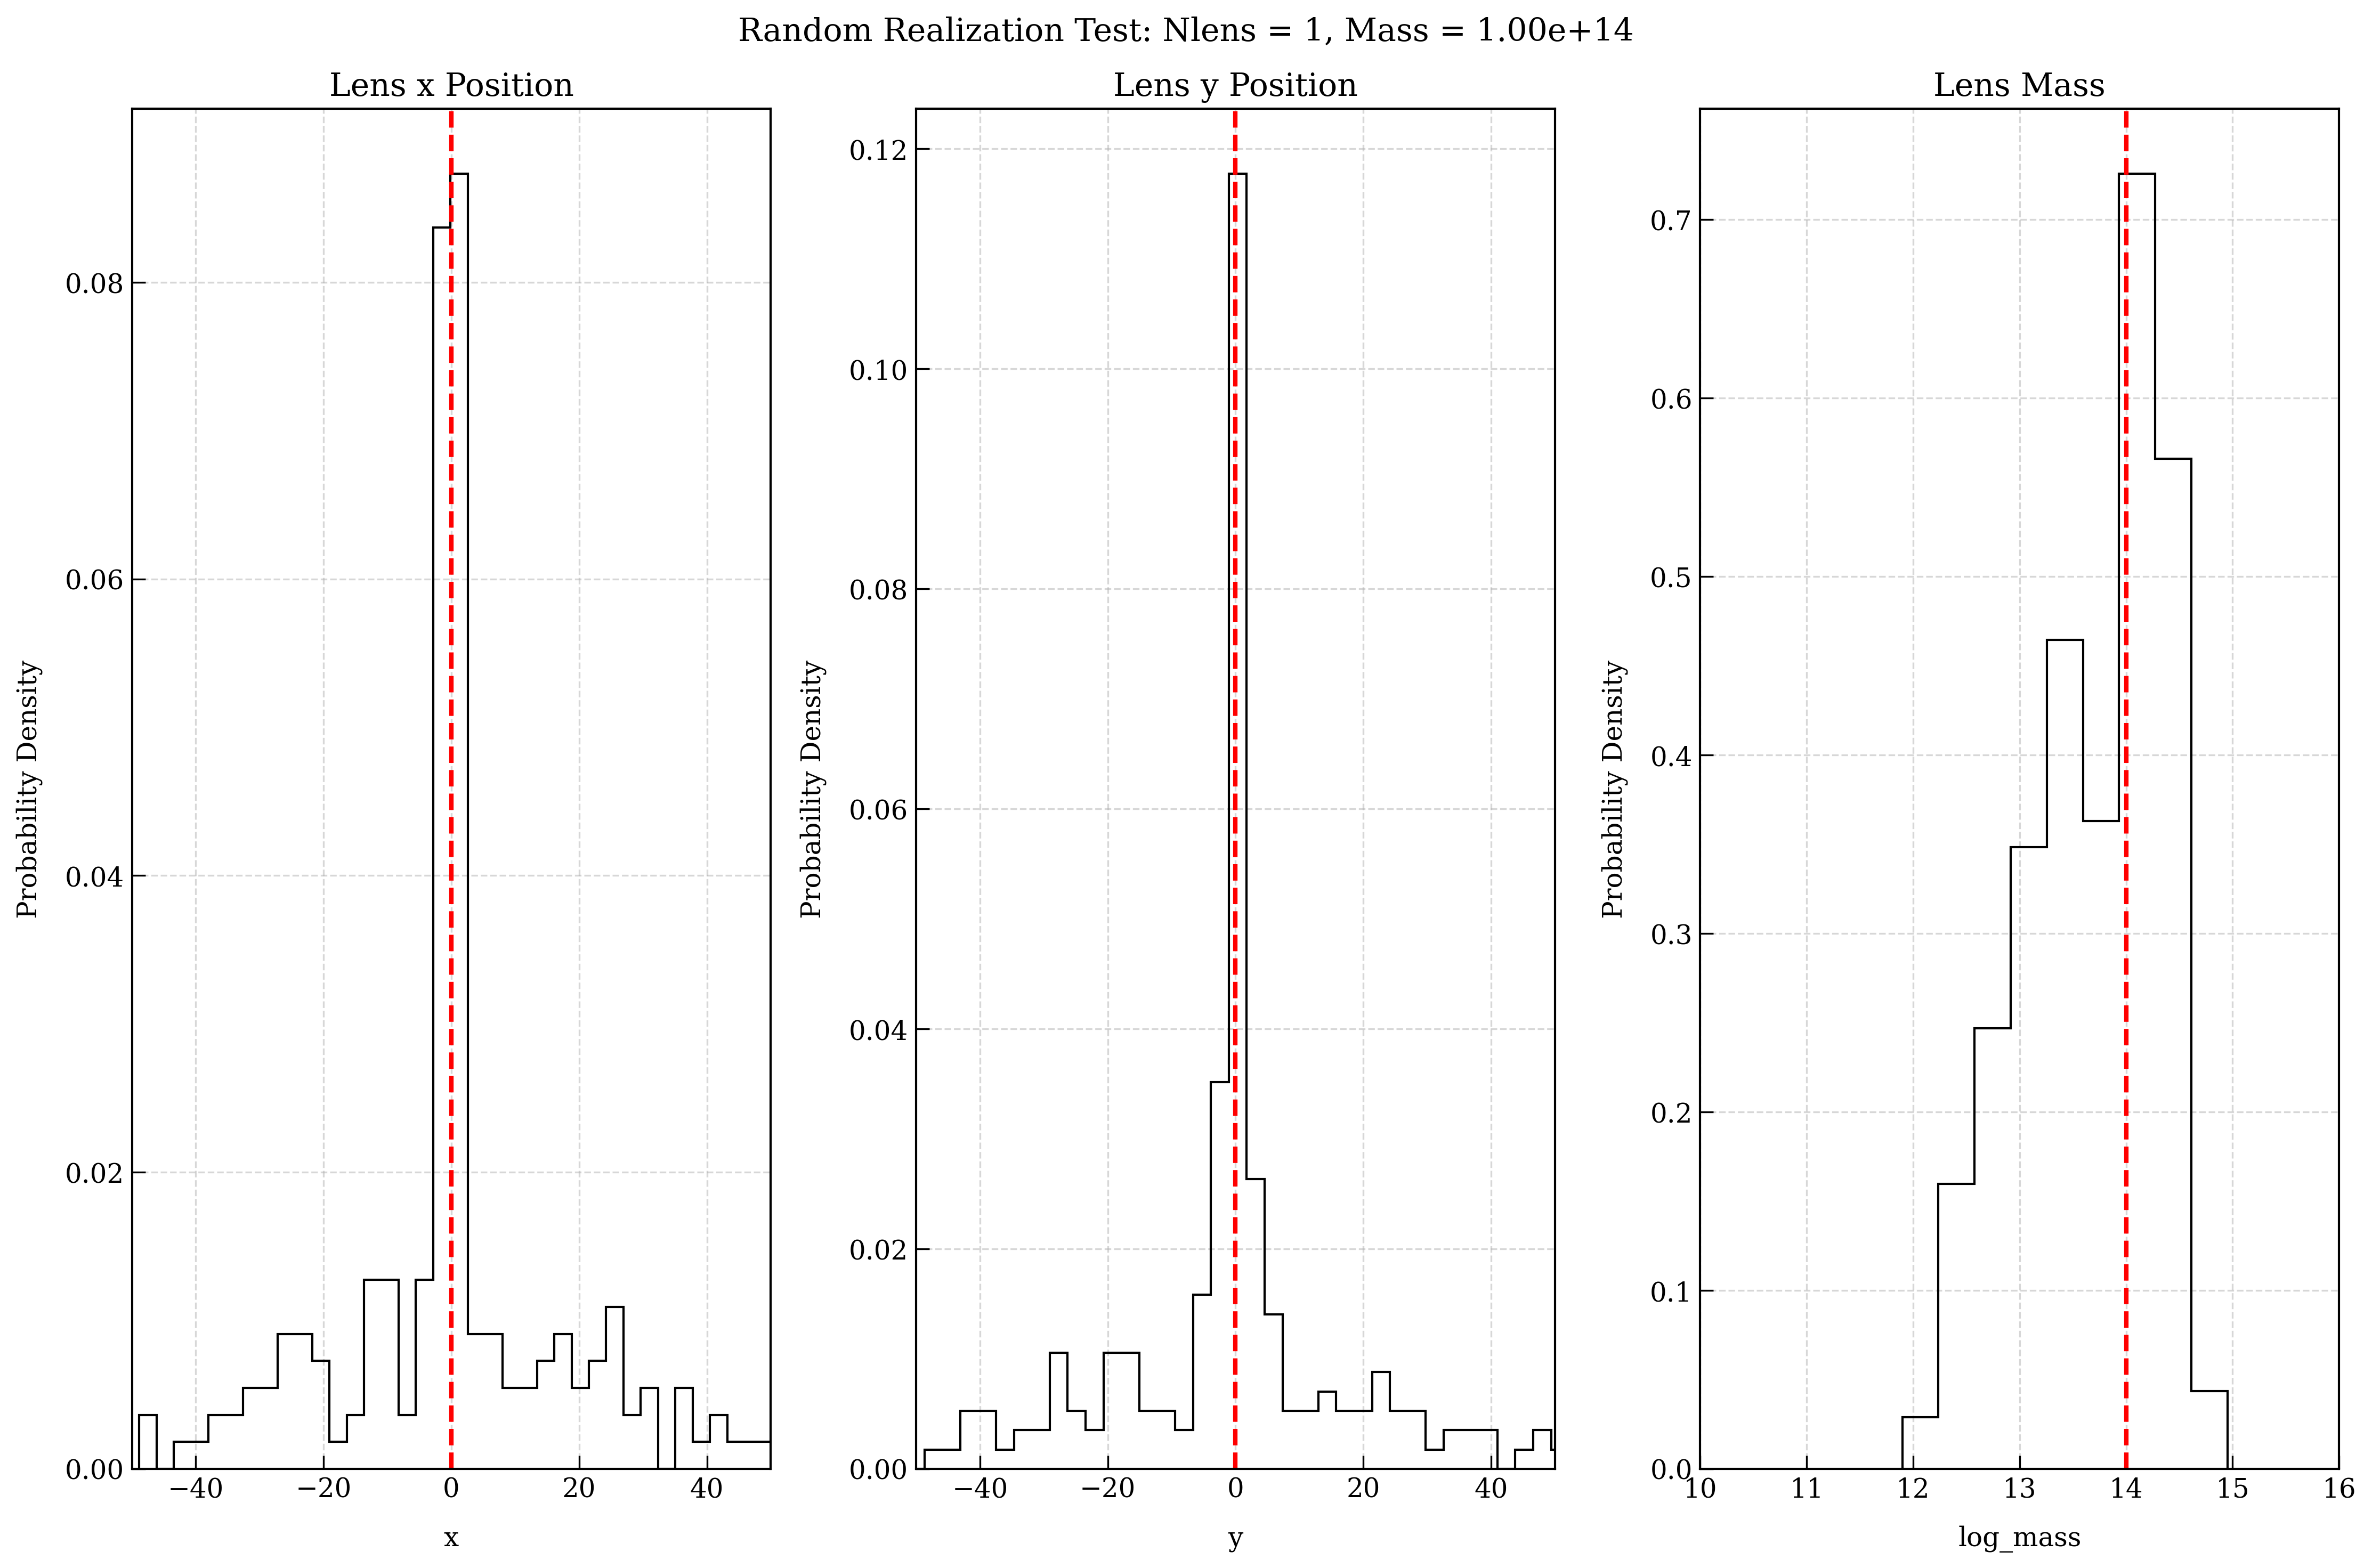 Random Realization Test: Nlens = 1, Mass = 1.00e+14
Lens x Position
Probability Density
0.08
0.06
0.04
0.02
0.00
−40 −20 0 20 40
x
Lens y Position
Probability Density
0.12
0.10
0.08
0.06
0.04
0.02
0.00
−40 −20 0 20 40
y
Lens Mass
Probability Density
0.7
0.6
0.5
0.4
0.3
0.2
0.1
0.0
10 11 12 13 14 15 16
log_mass